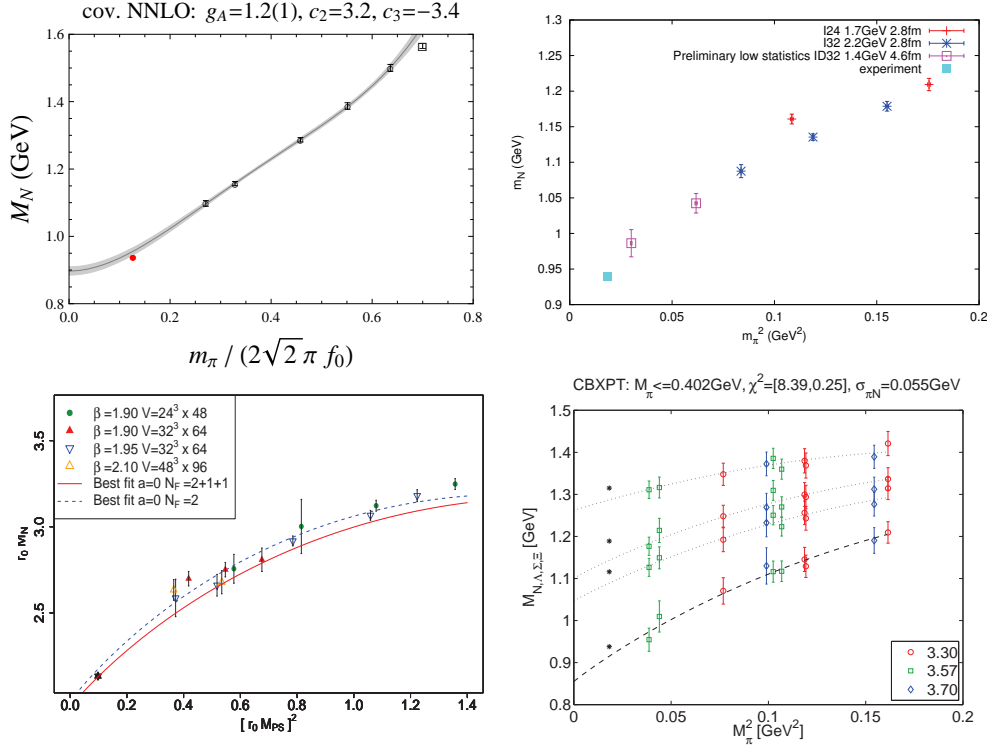 cov. NNLO: g_A=1.2(1), c_2=3.2, c_3=−3.4
M_N (GeV)
1.6
1.4
1.2
1.0
0.8
0.0 0.2 0.4 0.6 0.8
m_π / (2√2 π f_0)
I24 1.7GeV 2.8fm
I32 2.2GeV 2.8fm
Preliminary low statistics ID32 1.4GeV 4.6fm
experiment
m_N (GeV)
1.3
1.25
1.2
1.15
1.1
1.05
1
0.95
0.9
0 0.05 0.1 0.15 0.2
m_π^2 (GeV^2)
β=1.90 V=24^3 x 48
β=1.90 V=32^3 x 64
β=1.95 V=32^3 x 64
β=2.10 V=48^3 x 96
Best fit a=0 N_F =2+1+1
Best fit a=0 N_F =2
r_0 M_N
3.5
3.0
2.5
0.0 0.2 0.4 0.6 0.8 1.0 1.2 1.4
[ r_0 M_PS ]^2
CBXPT: M_π<=0.402GeV, χ^2=[8.39,0.25], σ_πN=0.055GeV
M_N,Λ,Σ,Ξ [GeV]
1.5
1.4
1.3
1.2
1.1
1
0.9
0.8
0 0.05 0.1 0.15 0.2
M_π^2 [GeV^2]
3.30
3.57
3.70